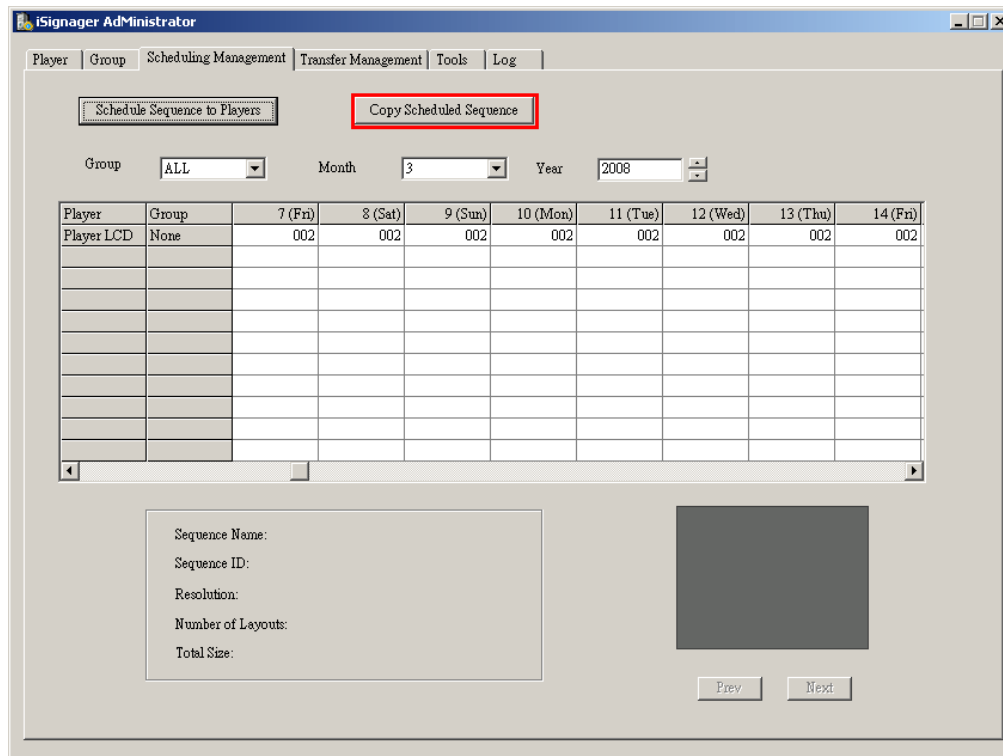 iSignager AdMinistrator
Player Group Scheduling Management Transfer Management Tools Log
Schedule Sequence to Players Copy Scheduled Sequence
Group ALL Month 3 Year 2008
Player Group 7 (Fri) 8 (Sat) 9 (Sun) 10 (Mon) 11 (Tue) 12 (Wed) 13 (Thu) 14 (Fri)
Player LCD None 002 002 002 002 002 002 002 002
Sequence Name:
Sequence ID:
Resolution:
Number of Layouts:
Total Size:
Prev Next